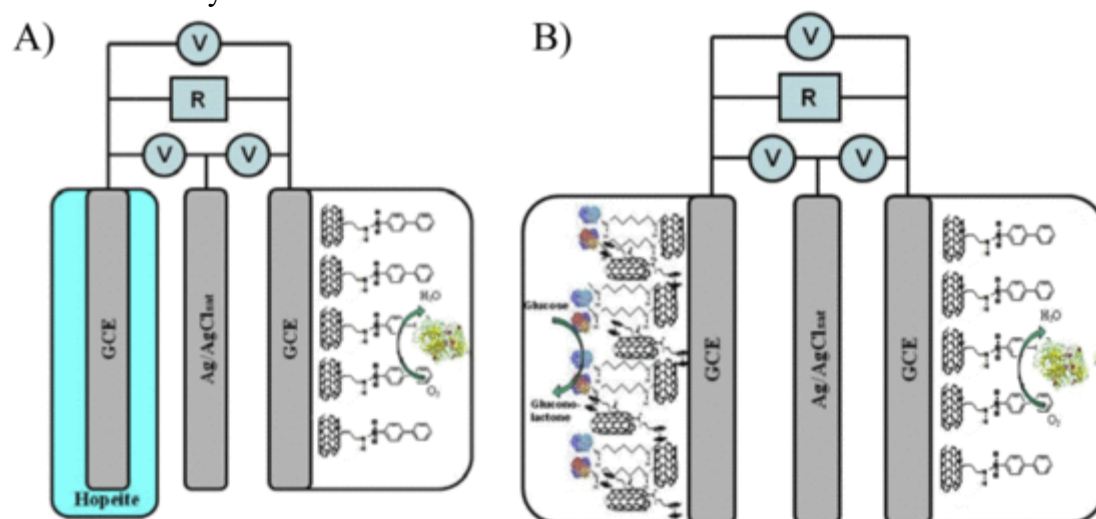 A)
V
R
V V
GCE
Ag/AgClsat
GCE
H₂O
O₂
Hopeite
B)
V
R
V V
Glucose
Glucono-
lactone
GCE
Ag/AgClsat
GCE
H₂O
O₂